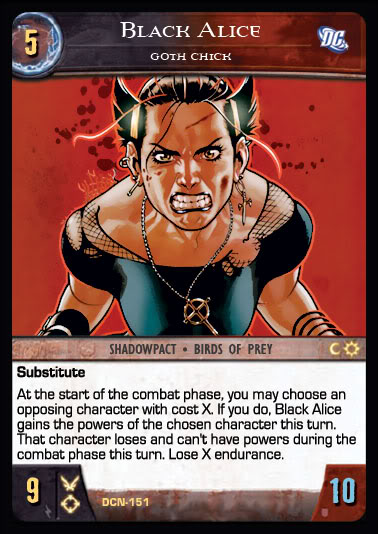 5
BLACK ALICE
DC
GOTH CHICK
SHADOWPACT • BIRDS OF PREY
Substitute
At the start of the combat phase, you may choose an
opposing character with cost X. If you do, Black Alice
gains the powers of the chosen character this turn.
That character loses and can't have powers during the
combat phase this turn. Lose X endurance.
9
DCN-151
10